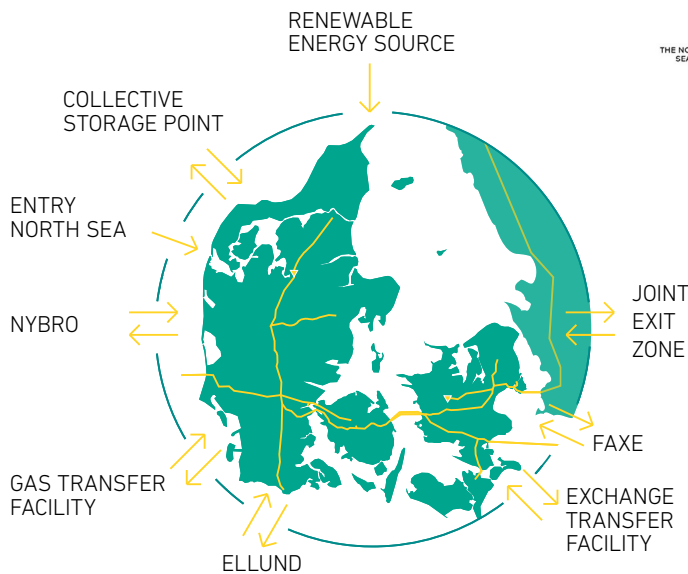 RENEWABLE
ENERGY SOURCE
COLLECTIVE
STORAGE POINT
ENTRY
NORTH SEA
NYBRO
JOINT
EXIT
ZONE
FAXE
GAS TRANSFER
FACILITY
EXCHANGE
TRANSFER
FACILITY
ELLUND
THE